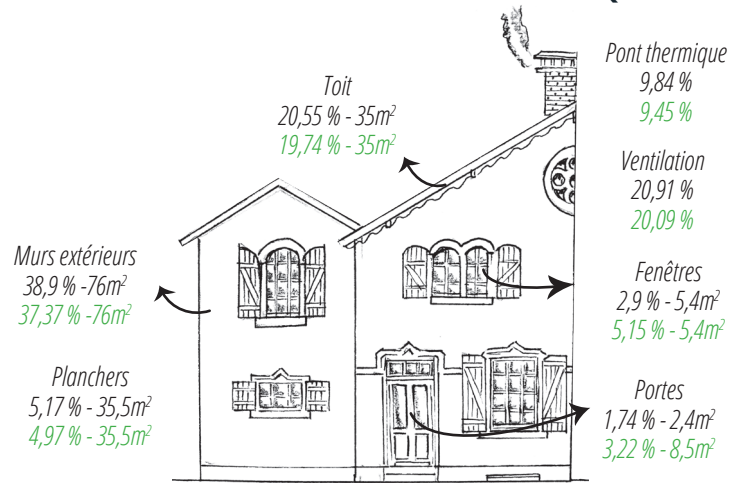 Toit
20,55 % - 35m²
19,74 % - 35m²
Murs extérieurs
38,9 % -76m²
37,37 % -76m²
Planchers
5,17 % - 35,5m²
4,97 % - 35,5m²
Pont thermique
9,84 %
9,45 %
Ventilation
20,91 %
20,09 %
Fenêtres
2,9 % - 5,4m²
5,15 % - 5,4m²
Portes
1,74 % - 2,4m²
3,22 % - 8,5m²